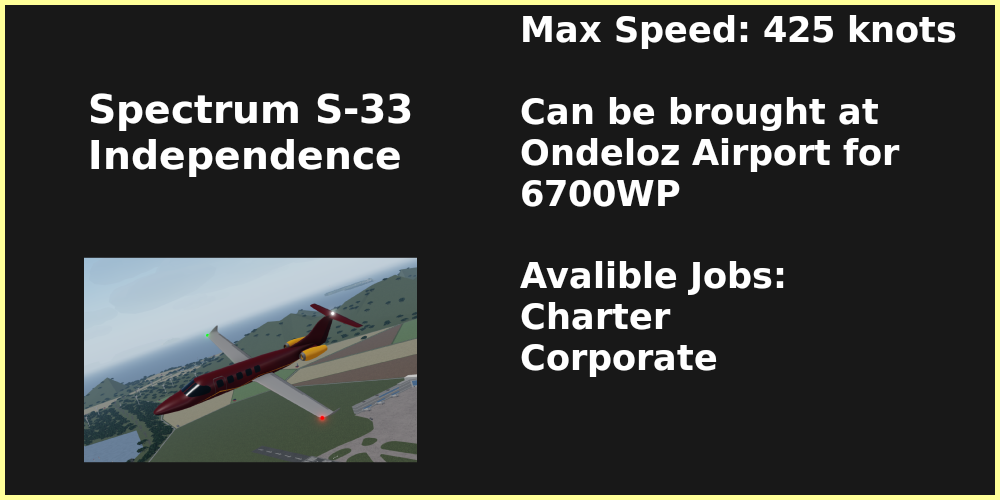 Spectrum S-33
Independence
Max Speed: 425 knots
Can be brought at
Ondeloz Airport for
6700WP
Avalible Jobs:
Charter
Corporate